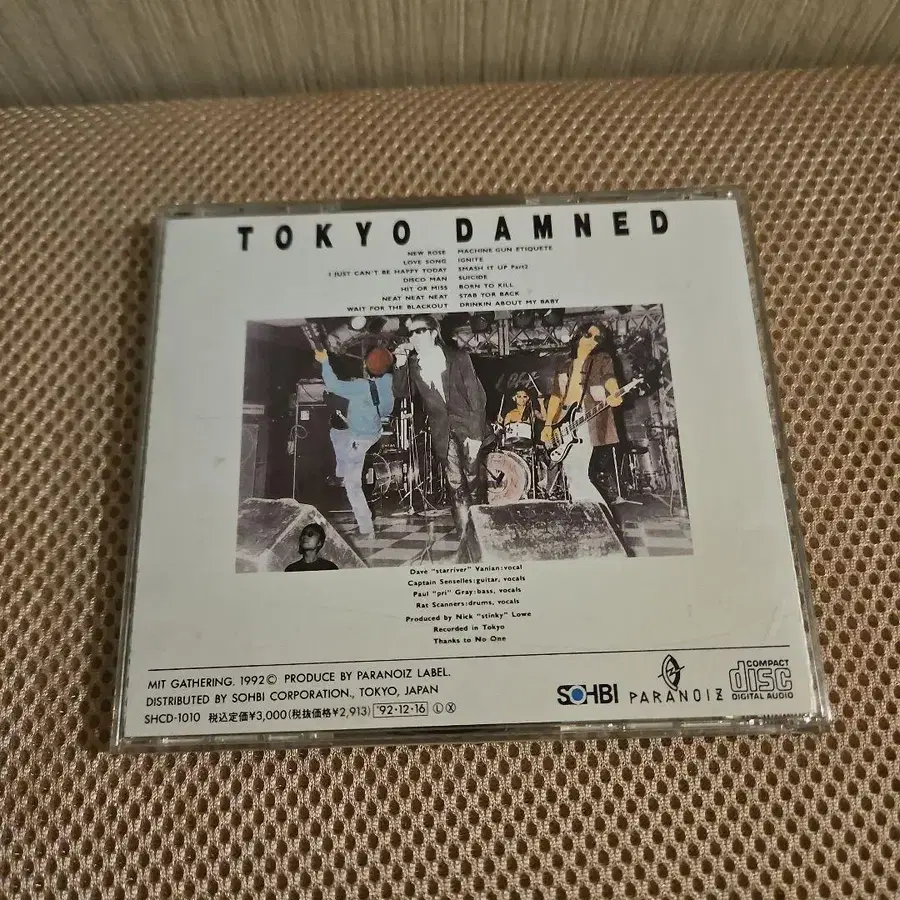 TOKYO DAMNED
NEW ROSE
LOVE SONG
I JUST CAN'T BE HAPPY TODAY
DISCO MAN
HIT OR MISS
NEAT NEAT NEAT
WAIT FOR THE BLACKOUT
MACHINE GUN ETIQUETE
IGNITE
SMASH IT UP Part2
SUICIDE
BORN TO KILL
STAB YOR BACK
DRINKIN ABOUT MY BABY
Dave "starriver" Vanian:vocal
Captain Senselles:guitar, vocals
Paul "pri" Gray:bass, vocals
Rat Scanners:drums, vocals
Produced by Nick "stinky" Lowe
Recorded in Tokyo
Thanks to No One
MIT GATHERING. 1992© PRODUCE BY PARANOIZ LABEL.
DISTRIBUTED BY SOHBI CORPORATION., TOKYO, JAPAN
SHCD-1010 税込定価¥3,000(税抜価格¥2,913) '92・12・16 Ⓛ Ⓧ
SOHBI
PARANOIZ
COMPACT
disc
DIGITAL AUDIO